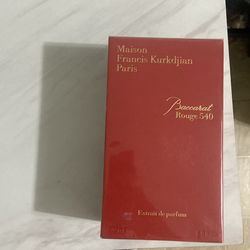 Maison
Francis Kurkdjian
Paris
Baccarat
Rouge 540
Extrait de parfum